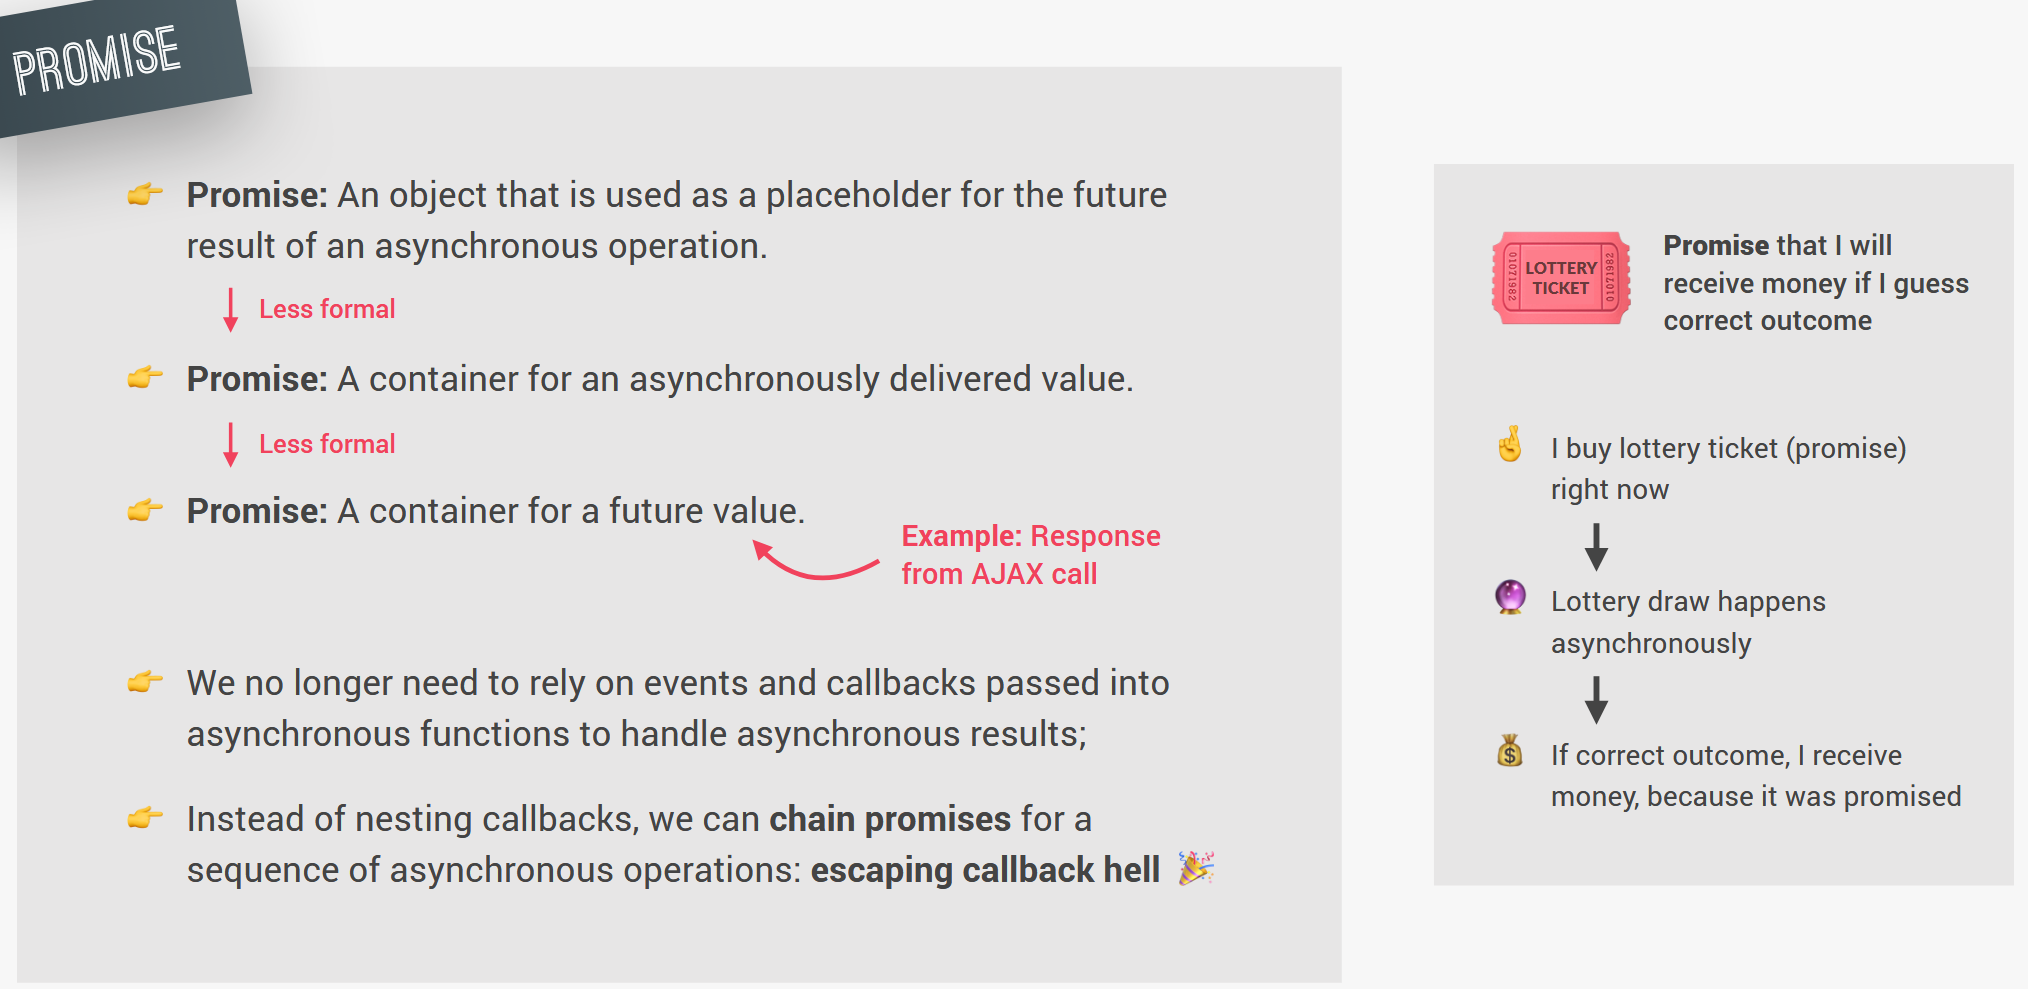 PROMISE
👉 Promise: An object that is used as a placeholder for the future
result of an asynchronous operation.
Less formal
👉 Promise: A container for an asynchronously delivered value.
Less formal
👉 Promise: A container for a future value.
Example: Response
from AJAX call
👉 We no longer need to rely on events and callbacks passed into
asynchronous functions to handle asynchronous results;
👉 Instead of nesting callbacks, we can chain promises for a
sequence of asynchronous operations: escaping callback hell 🎉
01071982
LOTTERY
TICKET
01071982
Promise that I will
receive money if I guess
correct outcome
🤞 I buy lottery ticket (promise)
right now
🔮 Lottery draw happens
asynchronously
💰 If correct outcome, I receive
money, because it was promised